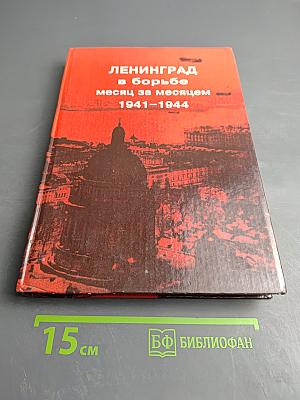 ЛЕНИНГРАД
в борьбе
месяц за месяцем
1941–1944
15 см
БФ БИБЛИОФАН